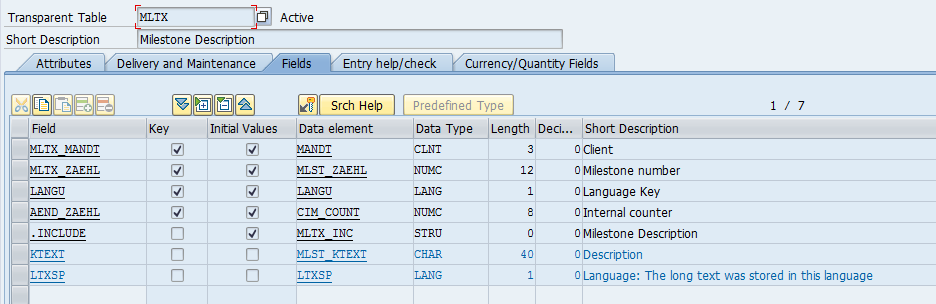 Transparent Table MLTX Active
Short Description Milestone Description
Attributes Delivery and Maintenance Fields Entry help/check Currency/Quantity Fields
Srch Help Predefined Type 1 / 7
Field Key Initial Values Data element Data Type Length Deci... Short Description
MLTX_MANDT MANDT CLNT 3 0 Client
MLTX_ZAEHL MLST_ZAEHL NUMC 12 0 Milestone number
LANGU LANGU LANG 1 0 Language Key
AEND_ZAEHL CIM_COUNT NUMC 8 0 Internal counter
.INCLUDE MLTX_INC STRU 0 0 Milestone Description
KTEXT MLST_KTEXT CHAR 40 0 Description
LTXSP LTXSP LANG 1 0 Language: The long text was stored in this language